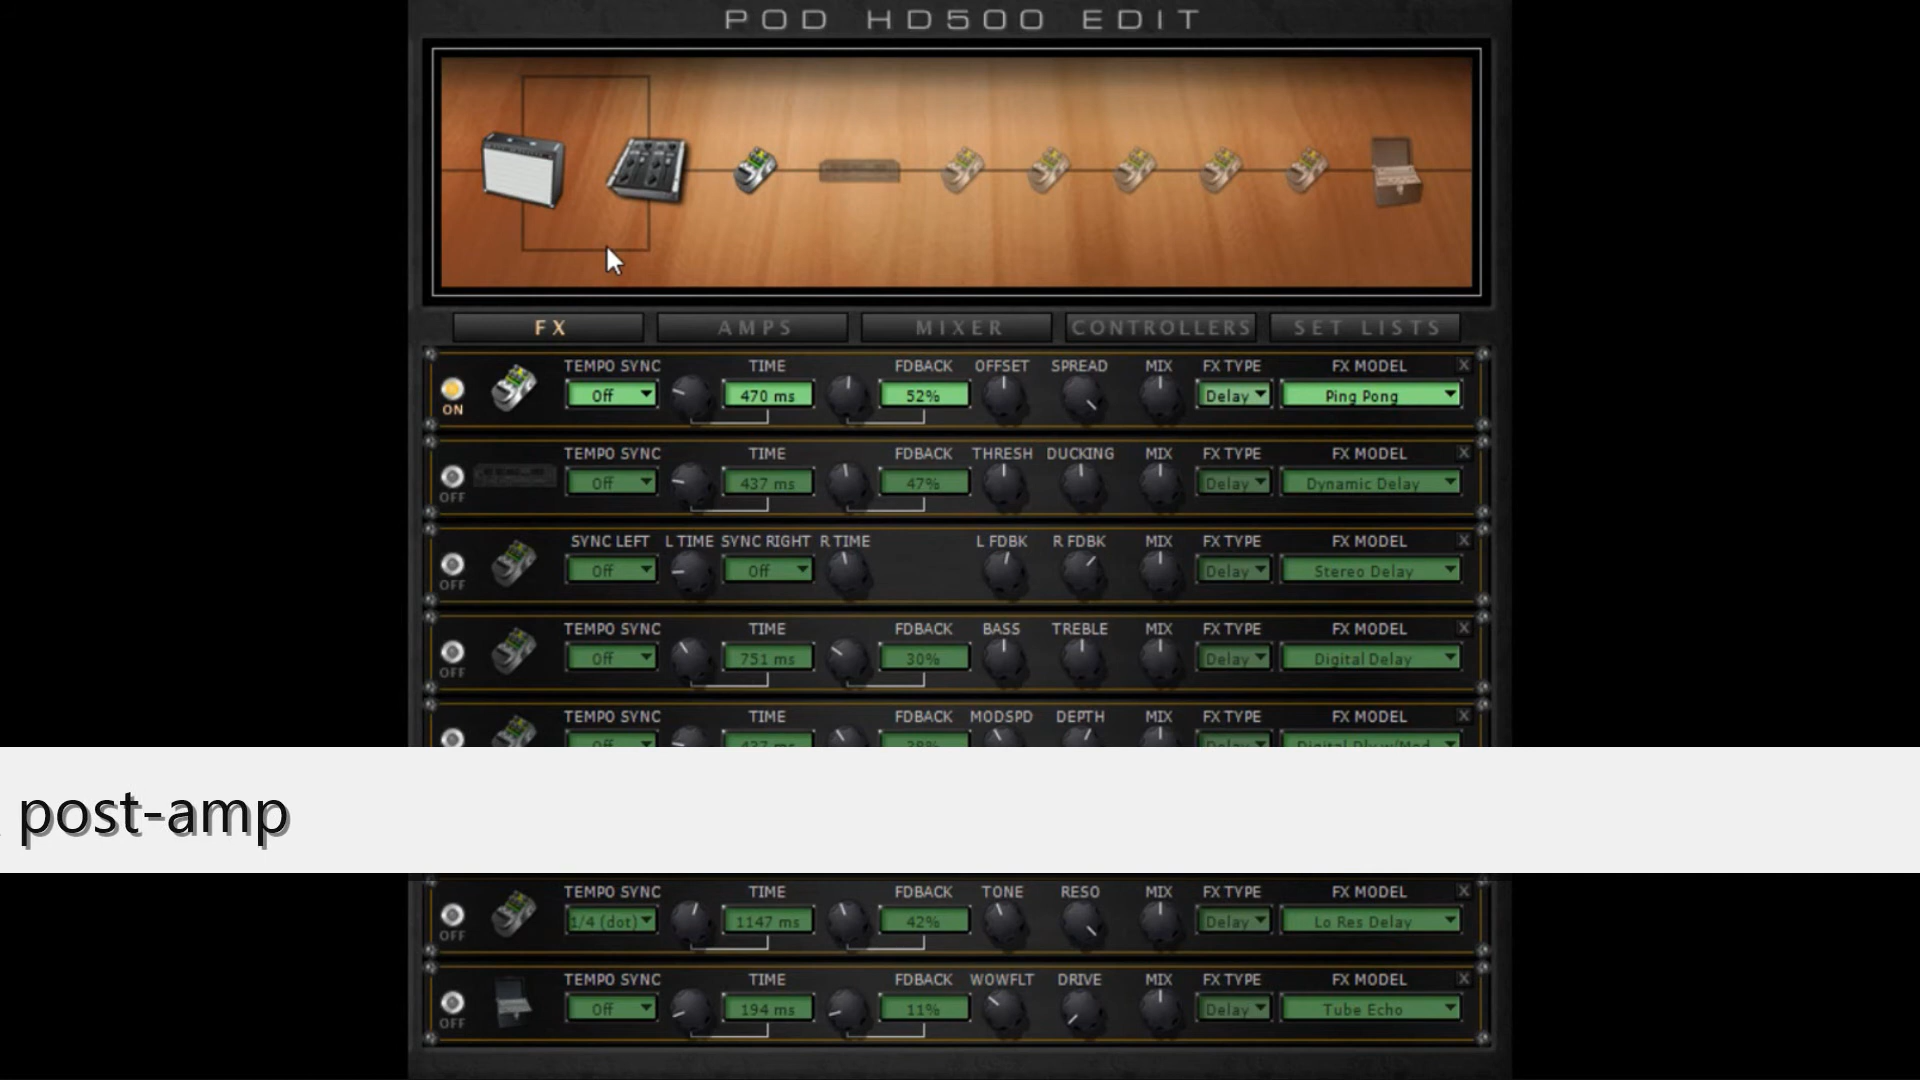 POD HD500 EDIT
FX AMPS MIXER CONTROLLERS SET LISTS
TEMPO SYNC TIME FDBACK OFFSET SPREAD MIX FX TYPE FX MODEL X
Off 470 ms 52% Delay Ping Pong
ON
TEMPO SYNC TIME FDBACK THRESH DUCKING MIX FX TYPE FX MODEL X
Off 437 ms 47% Delay Dynamic Delay
OFF
SYNC LEFT L TIME SYNC RIGHT R TIME L FDBK R FDBK MIX FX TYPE FX MODEL X
Off Off Delay Stereo Delay
OFF
TEMPO SYNC TIME FDBACK BASS TREBLE MIX FX TYPE FX MODEL X
Off 751 ms 30% Delay Digital Delay
OFF
TEMPO SYNC TIME FDBACK MODSPD DEPTH MIX FX TYPE FX MODEL X
Off 437 ms Delay Digital Dly w/Mod
post-amp
TEMPO SYNC TIME FDBACK TONE RESO MIX FX TYPE FX MODEL X
1/4 (dot) 1147 ms 42% Delay Lo Res Delay
OFF
TEMPO SYNC TIME FDBACK WOWFLT DRIVE MIX FX TYPE FX MODEL X
Off 194 ms 11% Delay Tube Echo
OFF